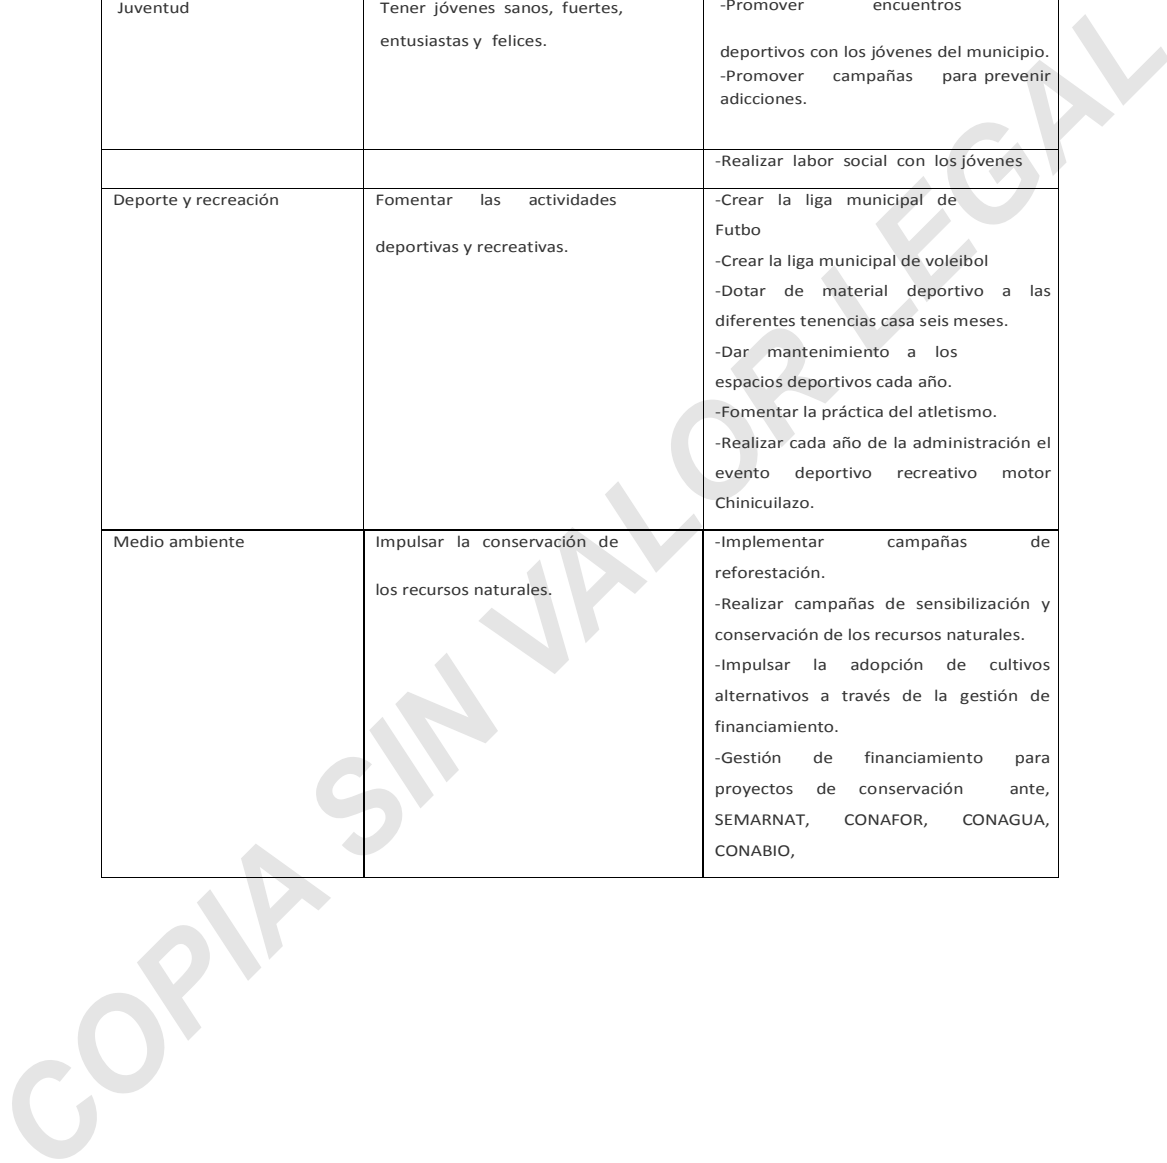 Juventud
Tener jóvenes sanos, fuertes,
entusiastas y felices.
-Promover encuentros
deportivos con los jóvenes del municipio.
-Promover campañas para prevenir
adicciones.
-Realizar labor social con los jóvenes
Deporte y recreación
Fomentar las actividades
deportivas y recreativas.
-Crear la liga municipal de
Futbo
-Crear la liga municipal de voleibol
-Dotar de material deportivo a las
diferentes tenencias casa seis meses.
-Dar mantenimiento a los
espacios deportivos cada año.
-Fomentar la práctica del atletismo.
-Realizar cada año de la administración el
evento deportivo recreativo motor
Chinicuilazo.
Medio ambiente
Impulsar la conservación de
los recursos naturales.
-Implementar campañas de
reforestación.
-Realizar campañas de sensibilización y
conservación de los recursos naturales.
-Impulsar la adopción de cultivos
alternativos a través de la gestión de
financiamiento.
-Gestión de financiamiento para
proyectos de conservación ante,
SEMARNAT, CONAFOR, CONAGUA,
CONABIO,
COPIA SIN VALOR LEGAL